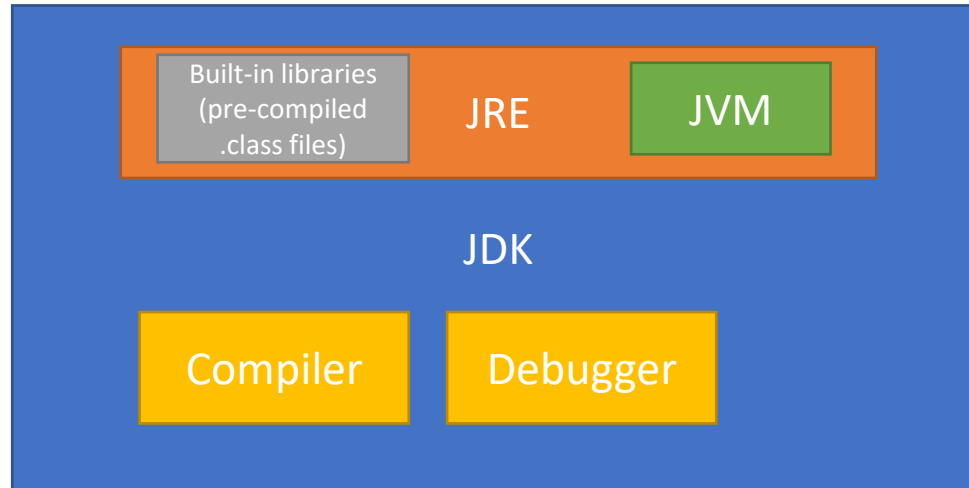 Built-in libraries
(pre-compiled
.class files)
JRE
JVM
JDK
Compiler
Debugger